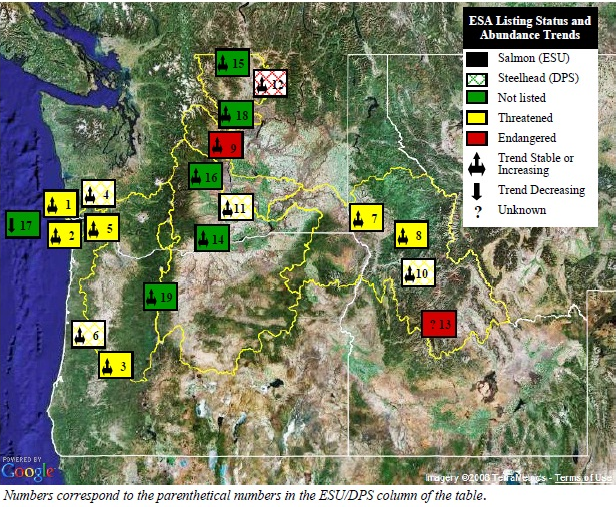 ESA Listing Status and
Abundance Trends
Salmon (ESU)
Steelhead (DPS)
Not listed
Threatened
Endangered
Trend Stable or
Increasing
Trend Decreasing
? Unknown
15
12
18
9
16
4
1
11
7
17
2
5
14
8
10
19
? 13
6
3
POWERED BY
Google
Imagery ©2008 TerraMetrics - Terms of Use
Numbers correspond to the parenthetical numbers in the ESU/DPS column of the table.